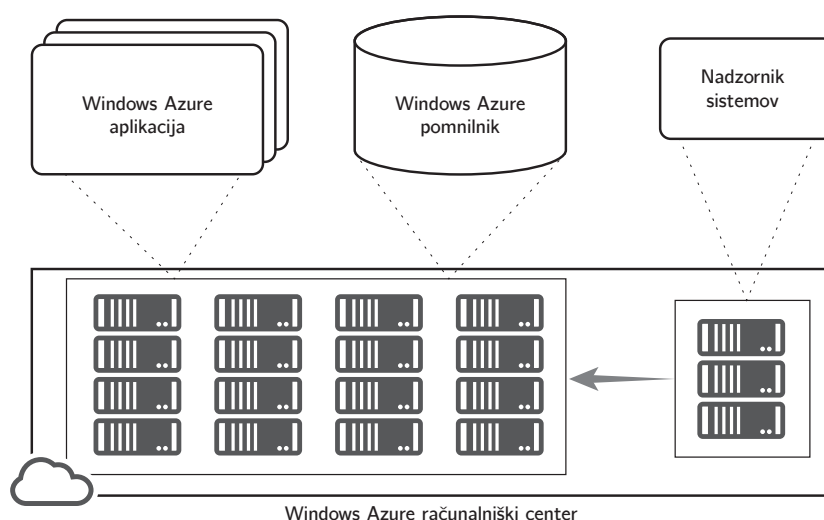 Windows Azure
aplikacija
Windows Azure
pomnilnik
Nadzornik
sistemov
Windows Azure računalniški center